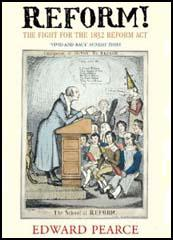 REFORM!
THE FIGHT FOR THE 1832 REFORM ACT
'VIVID AND RACY' SUNDAY TIMES
The School of REFORM.
EDWARD PEARCE